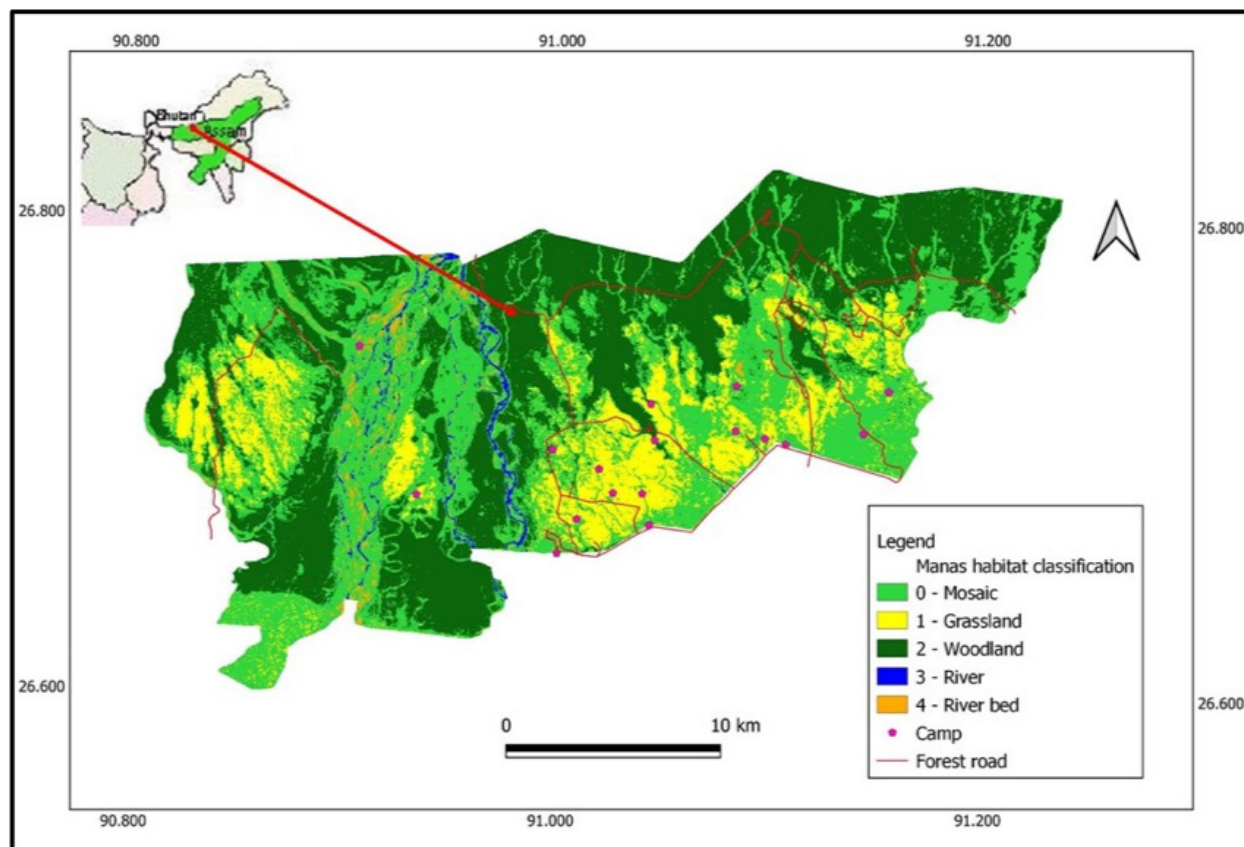 90.800 91.000 91.200
Bhutan
Assam
26.800 26.800
Legend
Manas habitat classification
0 - Mosaic
1 - Grassland
2 - Woodland
3 - River
4 - River bed
Camp
Forest road
26.600 26.600
0 10 km
90.800 91.000 91.200